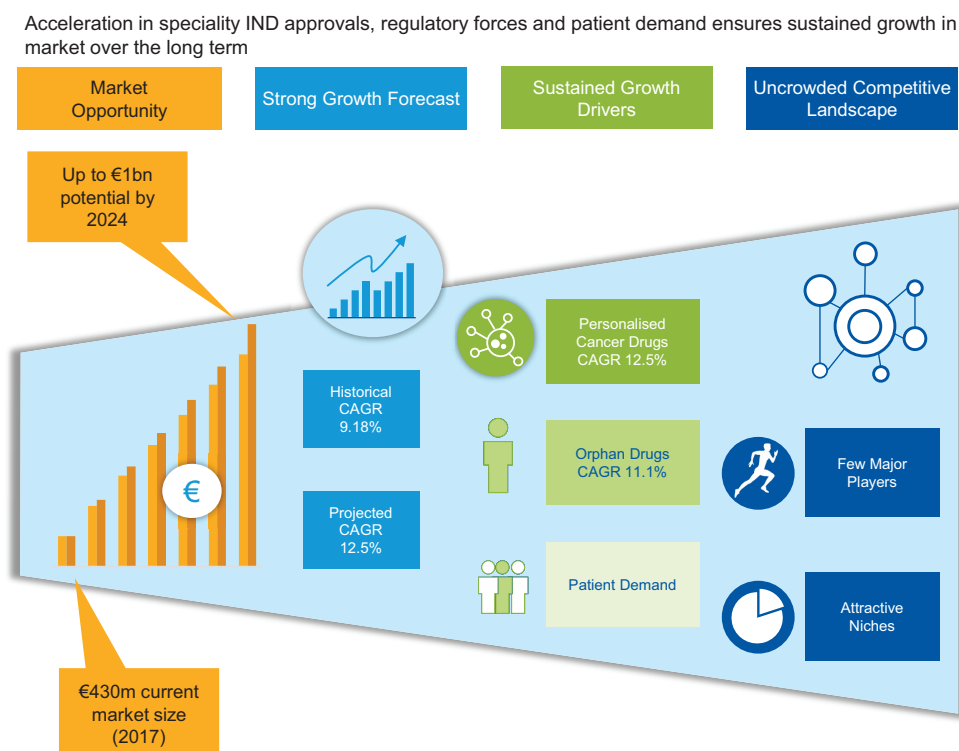 Acceleration in speciality IND approvals, regulatory forces and patient demand ensures sustained growth in
market over the long term
Market
Opportunity
Strong Growth Forecast
Sustained Growth
Drivers
Uncrowded Competitive
Landscape
Up to €1bn
potential by
2024
€
€430m current
market size
(2017)
Historical
CAGR
9.18%
Projected
CAGR
12.5%
Personalised
Cancer Drugs
CAGR 12.5%
Orphan Drugs
CAGR 11.1%
Patient Demand
Few Major
Players
Attractive
Niches